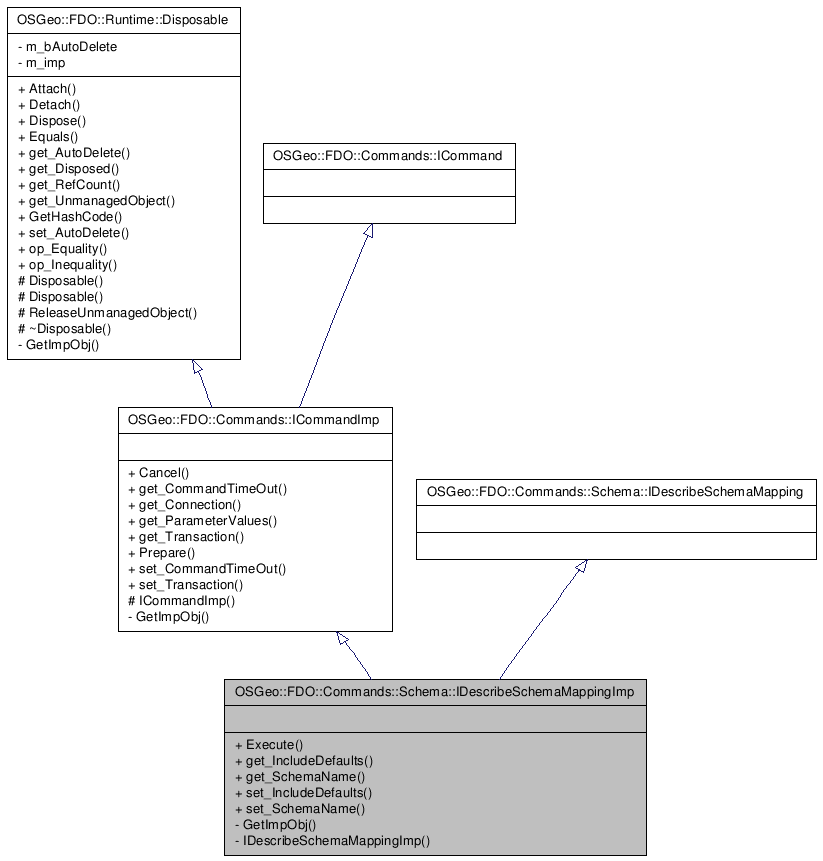 OSGeo::FDO::Runtime::Disposable
- m_bAutoDelete
- m_imp
+ Attach()
+ Detach()
+ Dispose()
+ Equals()
+ get_AutoDelete()
+ get_Disposed()
+ get_RefCount()
+ get_UnmanagedObject()
+ GetHashCode()
+ set_AutoDelete()
+ op_Equality()
+ op_Inequality()
# Disposable()
# Disposable()
# ReleaseUnmanagedObject()
# ~Disposable()
- GetImpObj()
OSGeo::FDO::Commands::ICommand
OSGeo::FDO::Commands::ICommandImp
+ Cancel()
+ get_CommandTimeOut()
+ get_Connection()
+ get_ParameterValues()
+ get_Transaction()
+ Prepare()
+ set_CommandTimeOut()
+ set_Transaction()
# ICommandImp()
- GetImpObj()
OSGeo::FDO::Commands::Schema::IDescribeSchemaMapping
OSGeo::FDO::Commands::Schema::IDescribeSchemaMappingImp
+ Execute()
+ get_IncludeDefaults()
+ get_SchemaName()
+ set_IncludeDefaults()
+ set_SchemaName()
- GetImpObj()
- IDescribeSchemaMappingImp()